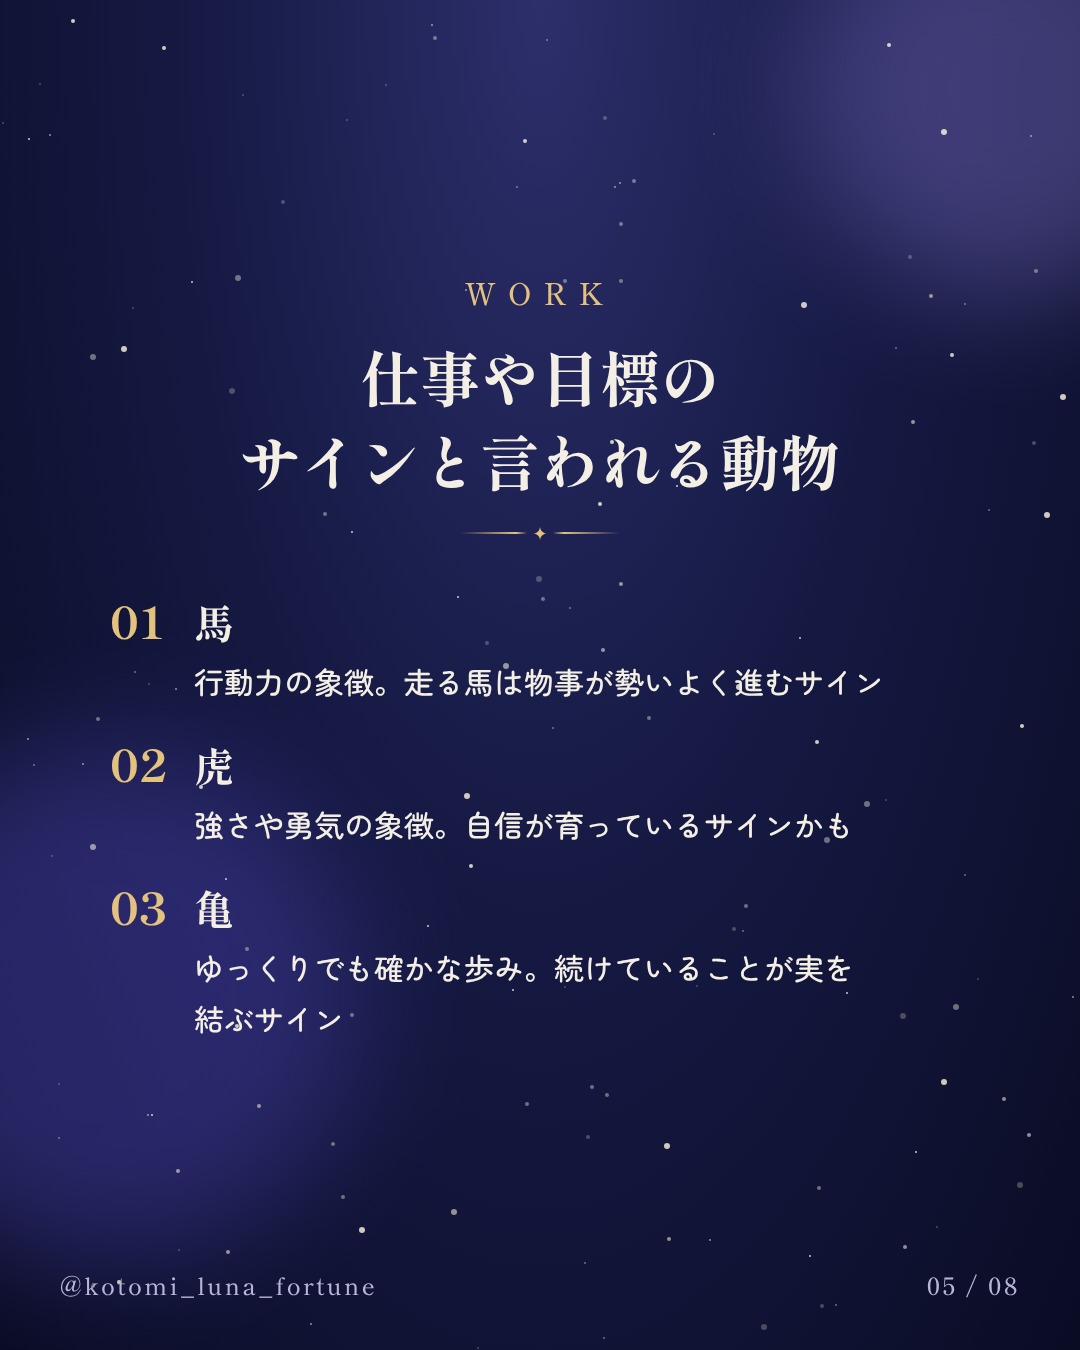 WORK
仕事や目標の
サインと言われる動物
01 馬
行動力の象徴。走る馬は物事が勢いよく進むサイン
02 虎
強さや勇気の象徴。自信が育っているサインかも
03 亀
ゆっくりでも確かな歩み。続けていることが実を
結ぶサイン
@kotomi_luna_fortune
05 / 08